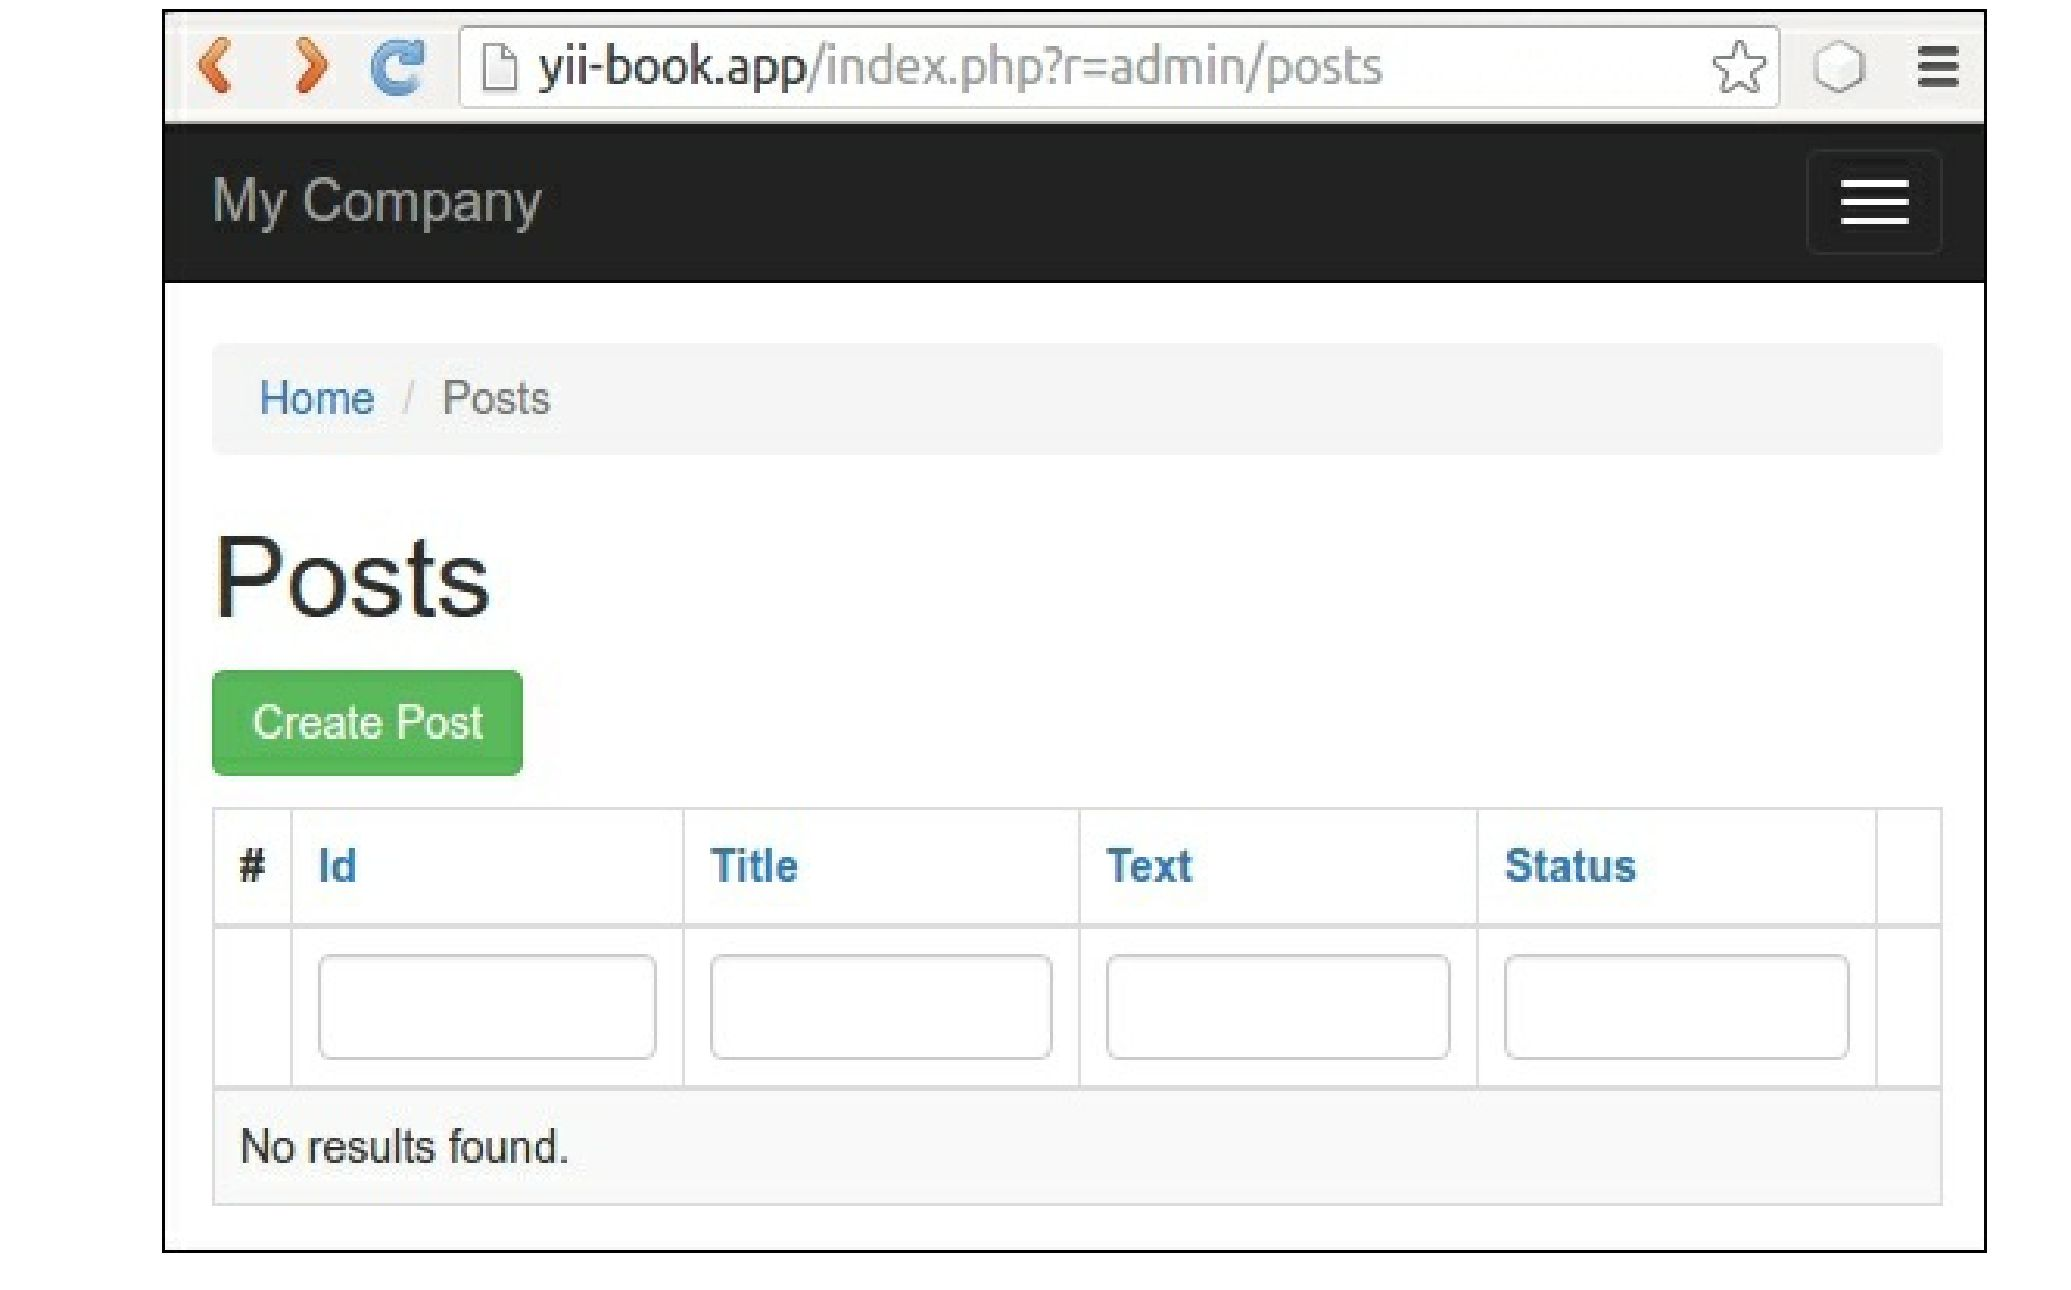 yii-book.app/index.php?r=admin/posts
My Company
Home / Posts
Posts
Create Post
# Id Title Text Status
No results found.